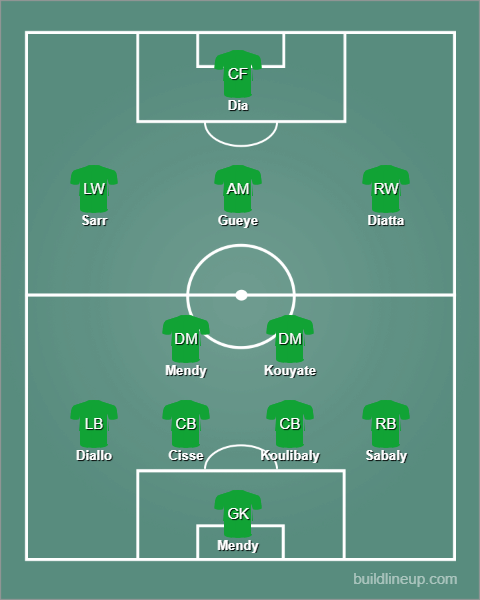 CF
Dia
LW AM RW
Sarr Gueye Diatta
DM DM
Mendy Kouyate
LB CB CB RB
Diallo Cisse Koulibaly Sabaly
GK
Mendy
buildlineup.com